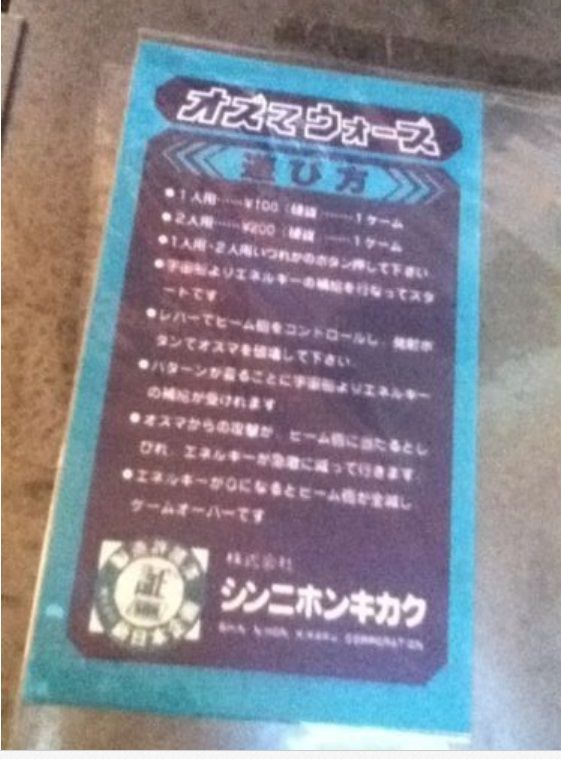 オズマウォーズ
遊び方
●1人用……¥100（硬貨……1ゲーム
●2人用……¥200（硬貨……1ゲーム
●1人用・2人用いづれかのボタン押して下さい
●宇宙船よりエネルギーの補給を行なってスタ
ートです
●レバーでビーム砲をコントロールし、発射ボ
タンでオズマを破壊して下さい.
●パターンが変るごとに宇宙船よりエネルギー
の補給が受けれます
●オズマからの攻撃が、ビーム砲に当たるとし
びれ、エネルギーが急激に減って行きます.
●エネルギーが0になるとビーム砲が全滅し
ゲームオーバーです
証
株式会社
シンニホンキカク
SHIN NIHON KIKAKU CORPORATION